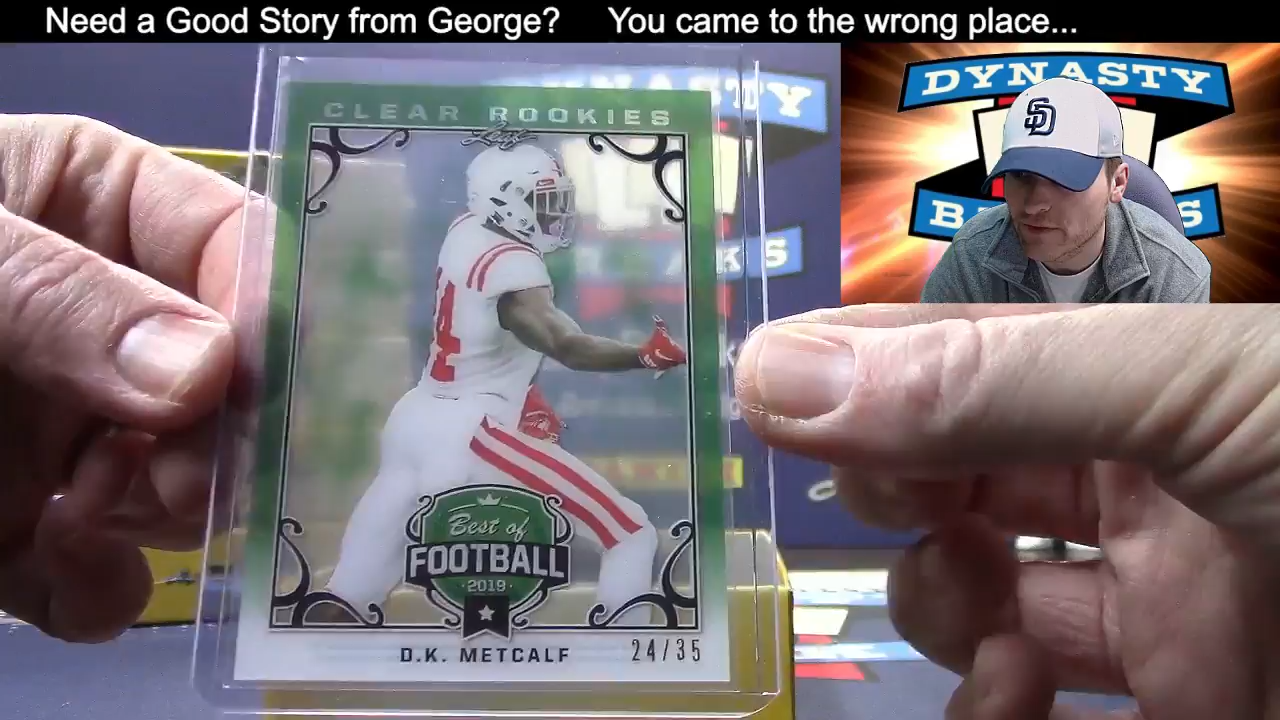 Need a Good Story from George? You came to the wrong place...
DYNASTY
CLEAR ROOKIES
Leaf
SD
14
Best of
FOOTBALL
2019
D.K. METCALF
24/35